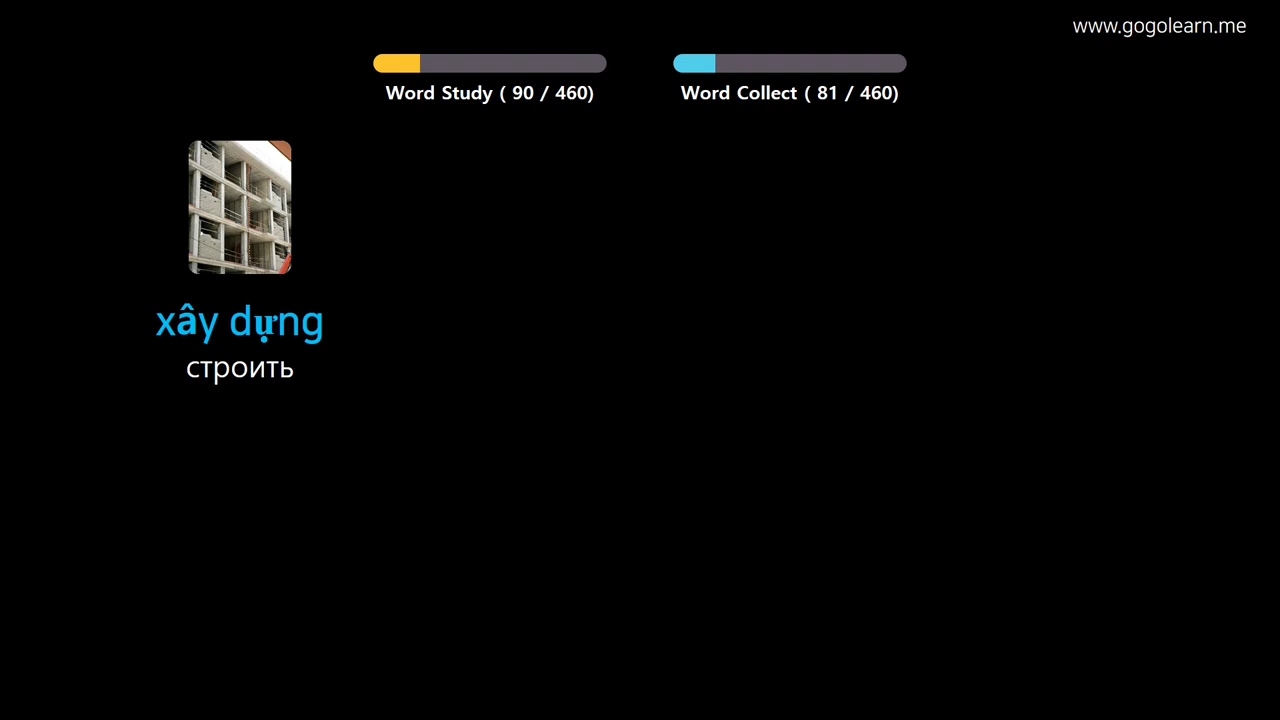 www.gogolearn.me
Word Study ( 90 / 460)
Word Collect ( 81 / 460)
xây dựng
строить